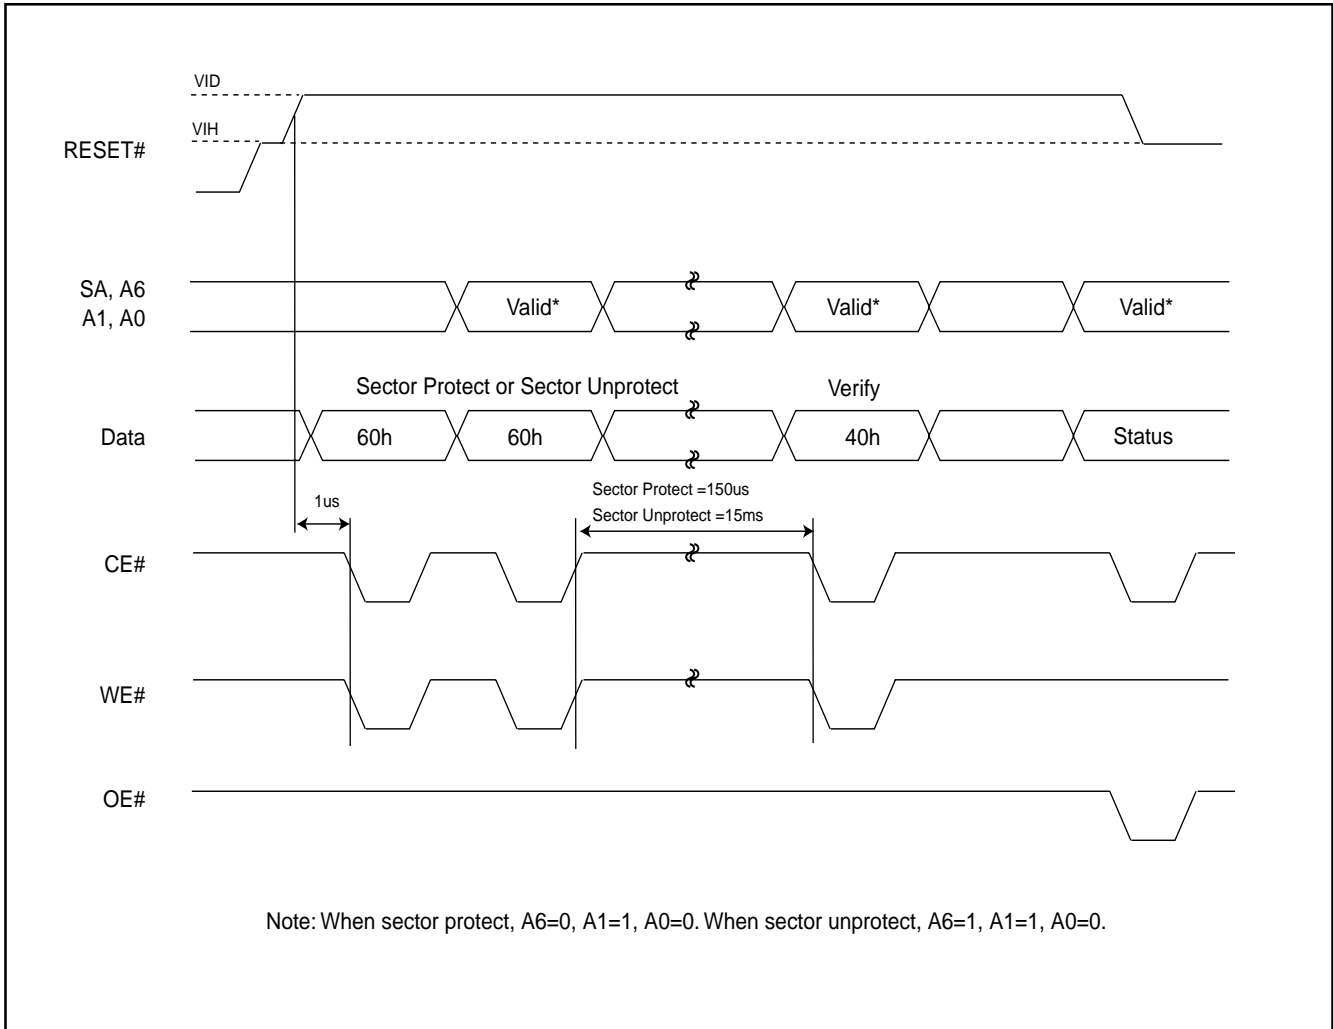 VID
VIH
RESET#
SA, A6
A1, A0
Valid* Valid* Valid*
Sector Protect or Sector Unprotect Verify
Data 60h 60h 40h Status
Sector Protect =150us
1us
Sector Unprotect =15ms
CE#
WE#
OE#
Note: When sector protect, A6=0, A1=1, A0=0. When sector unprotect, A6=1, A1=1, A0=0.